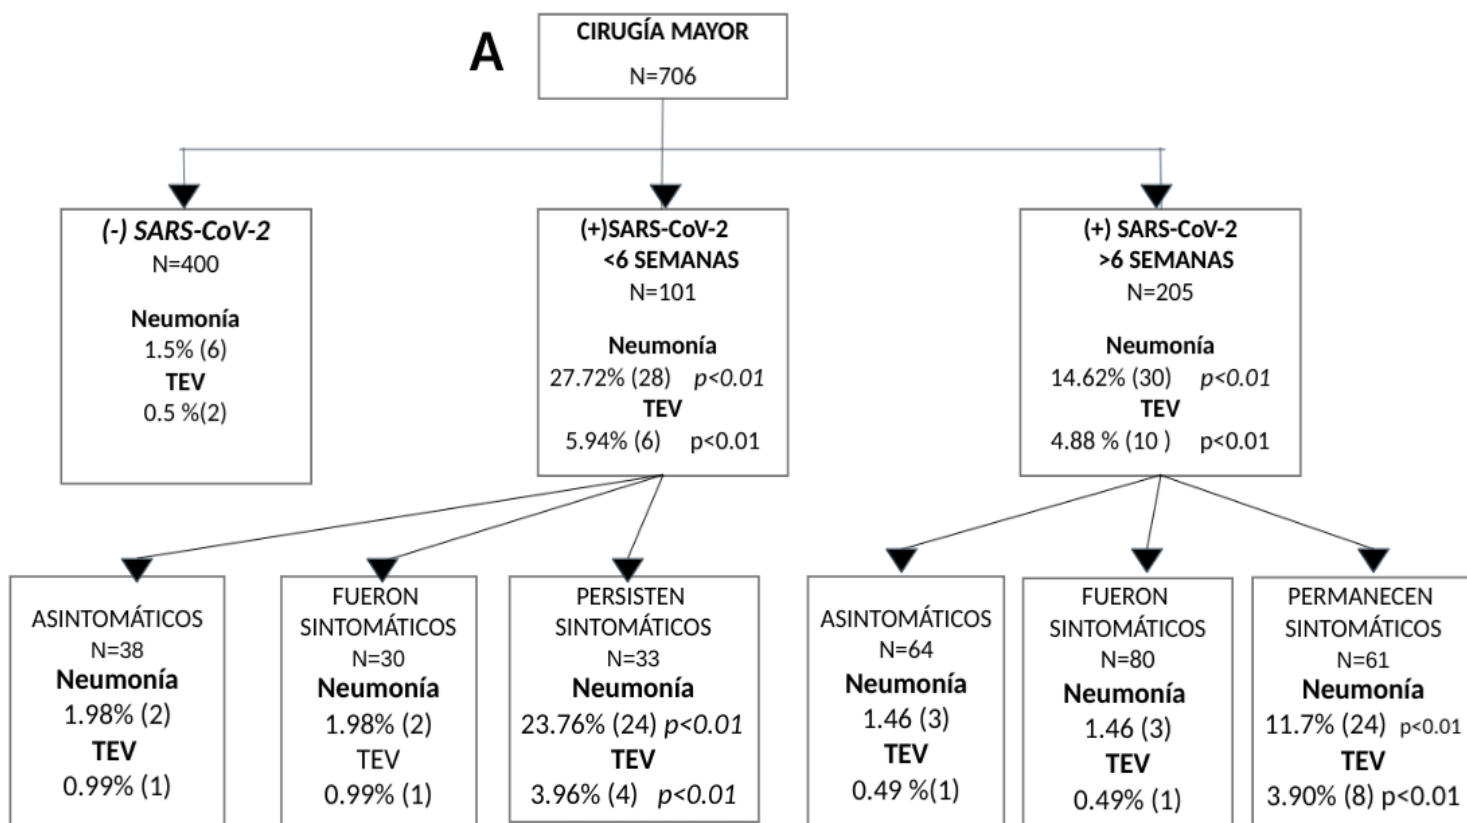 A
CIRUGÍA MAYOR
N=706
(-) SARS-CoV-2
N=400
Neumonía
1.5% (6)
TEV
0.5 %(2)
(+)SARS-CoV-2
<6 SEMANAS
N=101
Neumonía
27.72% (28) p<0.01
TEV
5.94% (6) p<0.01
(+) SARS-CoV-2
>6 SEMANAS
N=205
Neumonía
14.62% (30) p<0.01
TEV
4.88 % (10 ) p<0.01
ASINTOMÁTICOS
N=38
Neumonía
1.98% (2)
TEV
0.99% (1)
FUERON
SINTOMÁTICOS
N=30
Neumonía
1.98% (2)
TEV
0.99% (1)
PERSISTEN
SINTOMÁTICOS
N=33
Neumonía
23.76% (24) p<0.01
TEV
3.96% (4) p<0.01
ASINTOMÁTICOS
N=64
Neumonía
1.46 (3)
TEV
0.49 %(1)
FUERON
SINTOMÁTICOS
N=80
Neumonía
1.46 (3)
TEV
0.49% (1)
PERMANECEN
SINTOMÁTICOS
N=61
Neumonía
11.7% (24) p<0.01
TEV
3.90% (8) p<0.01